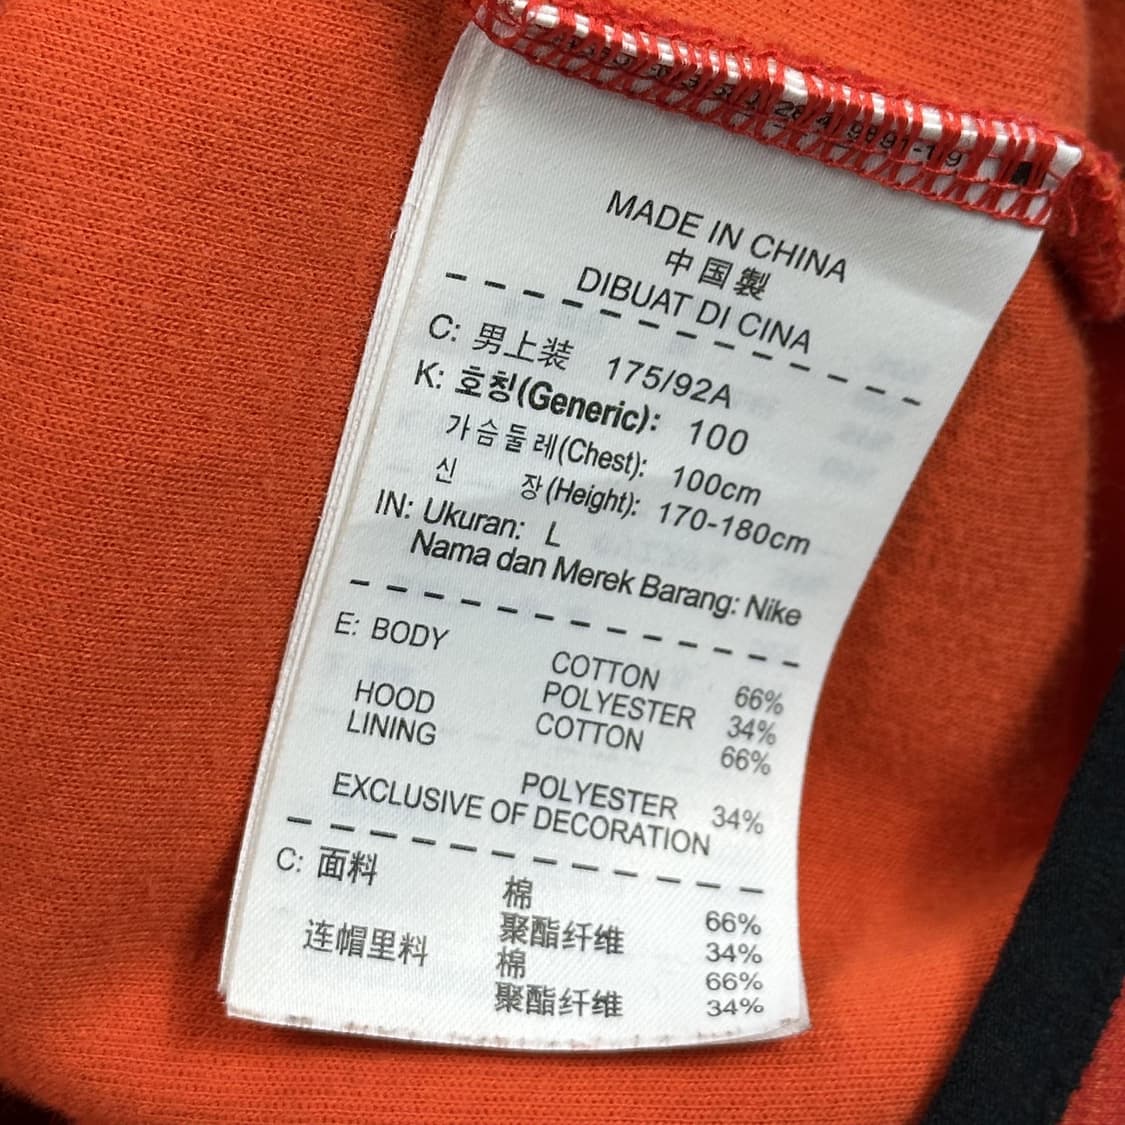 MADE IN CHINA
中国製
DIBUAT DI CINA
C: 男上装 175/92A
K: 호칭(Generic): 100
가슴둘레(Chest): 100cm
신 장(Height): 170-180cm
IN: Ukuran: L
Nama dan Merek Barang: Nike
E: BODY COTTON 66%
POLYESTER 34%
HOOD LINING COTTON 66%
POLYESTER 34%
EXCLUSIVE OF DECORATION
C: 面料 棉 66%
聚酯纤维 34%
连帽里料 棉 66%
聚酯纤维 34%